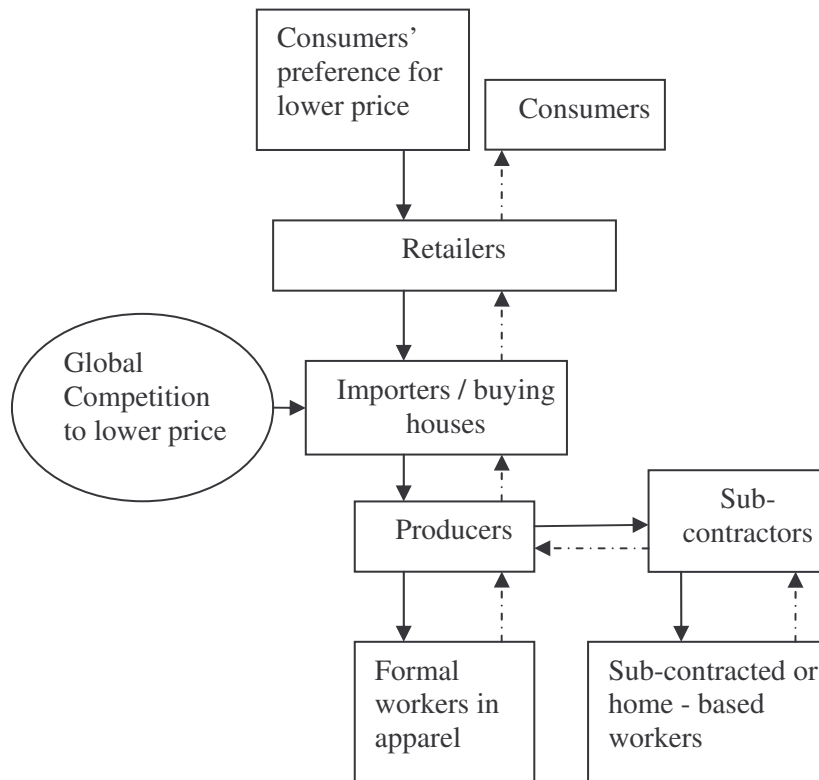 Consumers’
preference for
lower price
Consumers
Retailers
Global
Competition
to lower price
Importers / buying
houses
Producers
Sub-
contractors
Formal
workers in
apparel
Sub-contracted or
home - based
workers